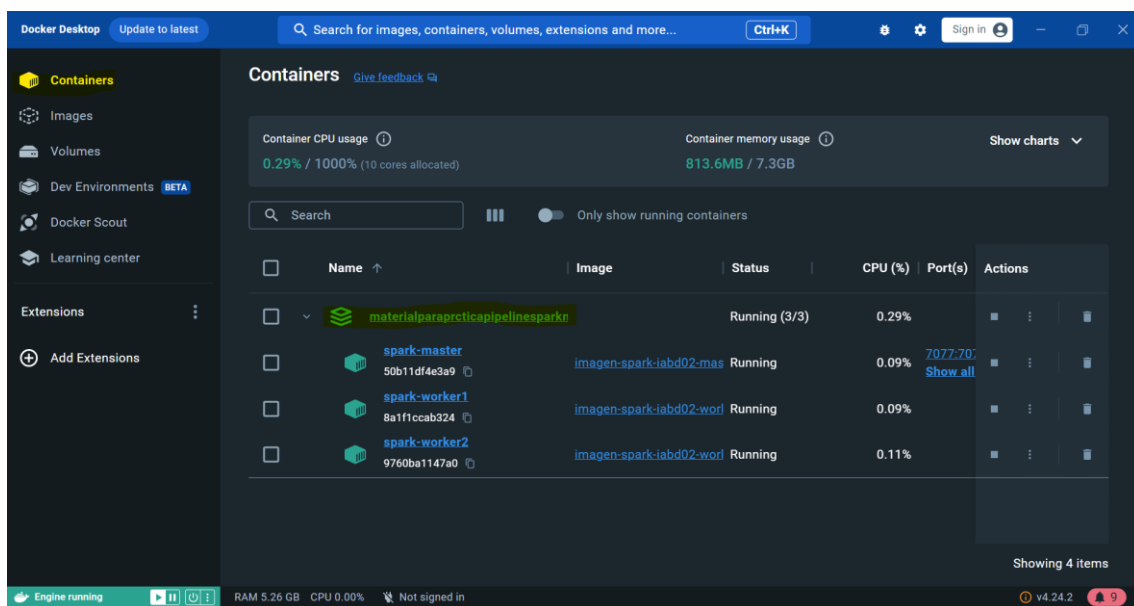 Docker Desktop Update to latest Search for images, containers, volumes, extensions and more... Ctrl+K Sign in
Containers
Images
Volumes
Dev Environments BETA
Docker Scout
Learning center
Extensions
Add Extensions
Containers Give feedback
Container CPU usage
0.29% / 1000% (10 cores allocated)
Container memory usage
813.6MB / 7.3GB
Show charts
Search Only show running containers
Name Image Status CPU (%) Port(s) Actions
materialparaprcticapipelinesparkn Running (3/3) 0.29%
spark-master
50b11df4e3a9
imagen-spark-iabd02-mas Running 0.09% 7077:707
Show all
spark-worker1
8a1f1ccab324
imagen-spark-iabd02-worl Running 0.09%
spark-worker2
9760ba1147a0
imagen-spark-iabd02-worl Running 0.11%
Showing 4 items
Engine running RAM 5.26 GB CPU 0.00% Not signed in v4.24.2 9